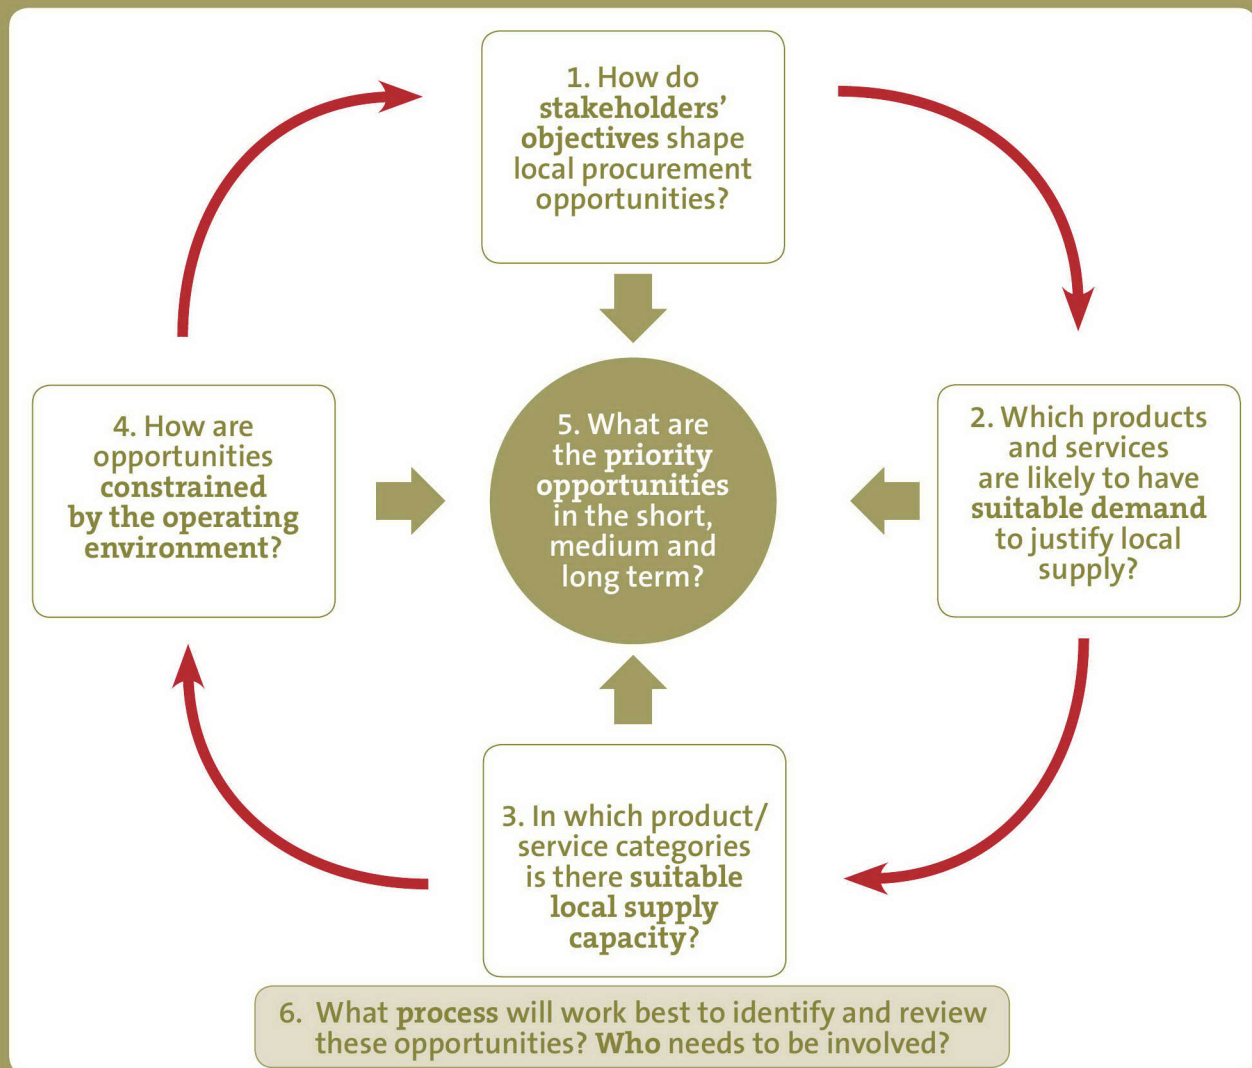 1. How do
stakeholders’
objectives shape
local procurement
opportunities?
2. Which products
and services
are likely to have
suitable demand
to justify local
supply?
3. In which product/
service categories
is there suitable
local supply
capacity?
4. How are
opportunities
constrained
by the operating
environment?
5. What are
the priority
opportunities
in the short,
medium and
long term?
6. What process will work best to identify and review
these opportunities? Who needs to be involved?